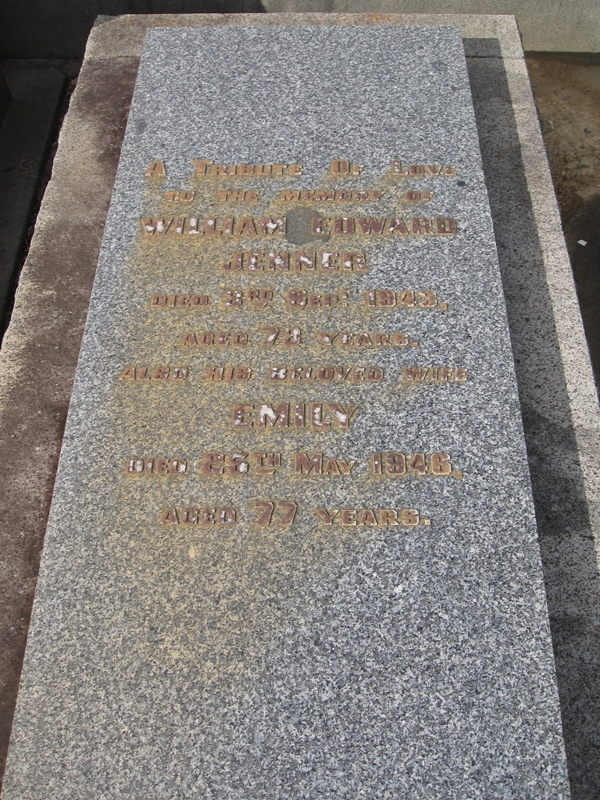 A TRIBUTE OF LOVE
TO THE MEMORY OF
WILLIAM EDWARD
JENNER
DIED 3RD SEPT 1943,
AGED 73 YEARS.
ALSO HIS BELOVED WIFE
EMILY
DIED 25TH MAY 1946,
AGED 77 YEARS.